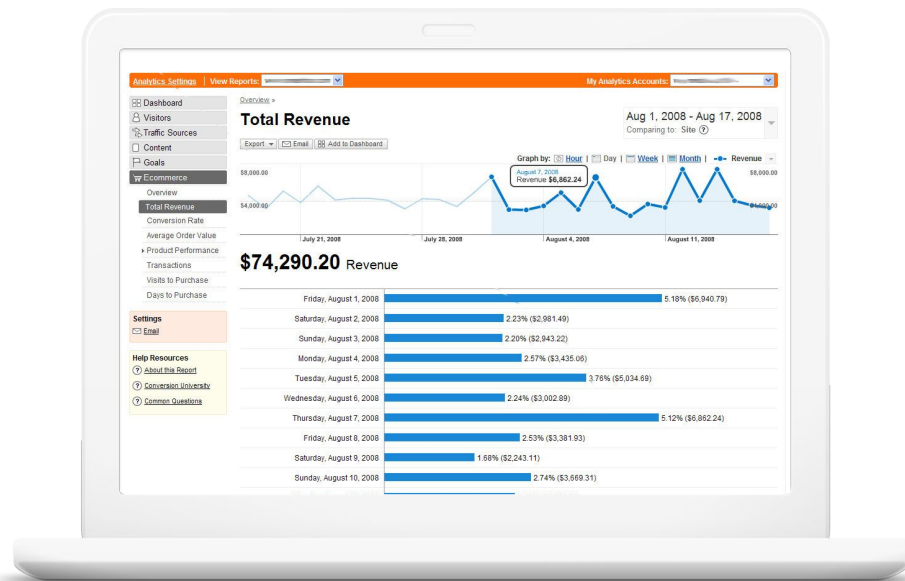 Analytics Settings | View Reports:
My Analytics Accounts:
Dashboard
Visitors
Traffic Sources
Content
Goals
Ecommerce
Overview
Total Revenue
Conversion Rate
Average Order Value
Product Performance
Transactions
Visits to Purchase
Days to Purchase
Settings
Email
Help Resources
About this Report
Conversion University
Common Questions
Overview »
Total Revenue
Aug 1, 2008 - Aug 17, 2008
Comparing to: Site
Export Email Add to Dashboard
Graph by: Hour | Day | Week | Month | Revenue
$8,000.00 $8,000.00
August 7, 2008
Revenue $6,862.24
$4,000.00 $4,000.00
July 21, 2008 July 28, 2008 August 4, 2008 August 11, 2008
$74,290.20 Revenue
Friday, August 1, 2008 5.18% ($6,940.79)
Saturday, August 2, 2008 2.23% ($2,981.49)
Sunday, August 3, 2008 2.20% ($2,943.22)
Monday, August 4, 2008 2.57% ($3,435.06)
Tuesday, August 5, 2008 3.76% ($5,034.69)
Wednesday, August 6, 2008 2.24% ($3,002.89)
Thursday, August 7, 2008 5.12% ($6,862.24)
Friday, August 8, 2008 2.53% ($3,381.93)
Saturday, August 9, 2008 1.68% ($2,243.11)
Sunday, August 10, 2008 2.74% ($3,669.31)